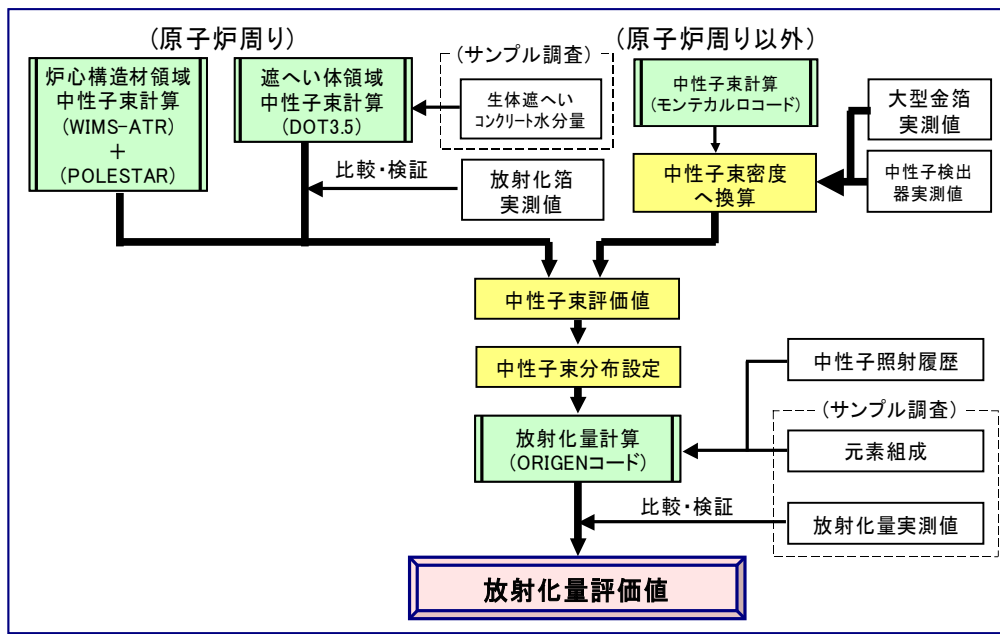 (原子炉周り)
炉心構造材領域
中性子束計算
(WIMS-ATR)
+
(POLESTAR)
遮へい体領域
中性子束計算
(DOT3.5)
(サンプル調査)
生体遮へい
コンクリート水分量
比較・検証
放射化箔
実測値
(原子炉周り以外)
中性子束計算
(モンテカルロコード)
中性子束密度
へ換算
大型金箔
実測値
中性子検出
器実測値
中性子束評価値
中性子束分布設定
放射化量計算
(ORIGENコード)
中性子照射履歴
(サンプル調査)
元素組成
比較・検証
放射化量実測値
放射化量評価値